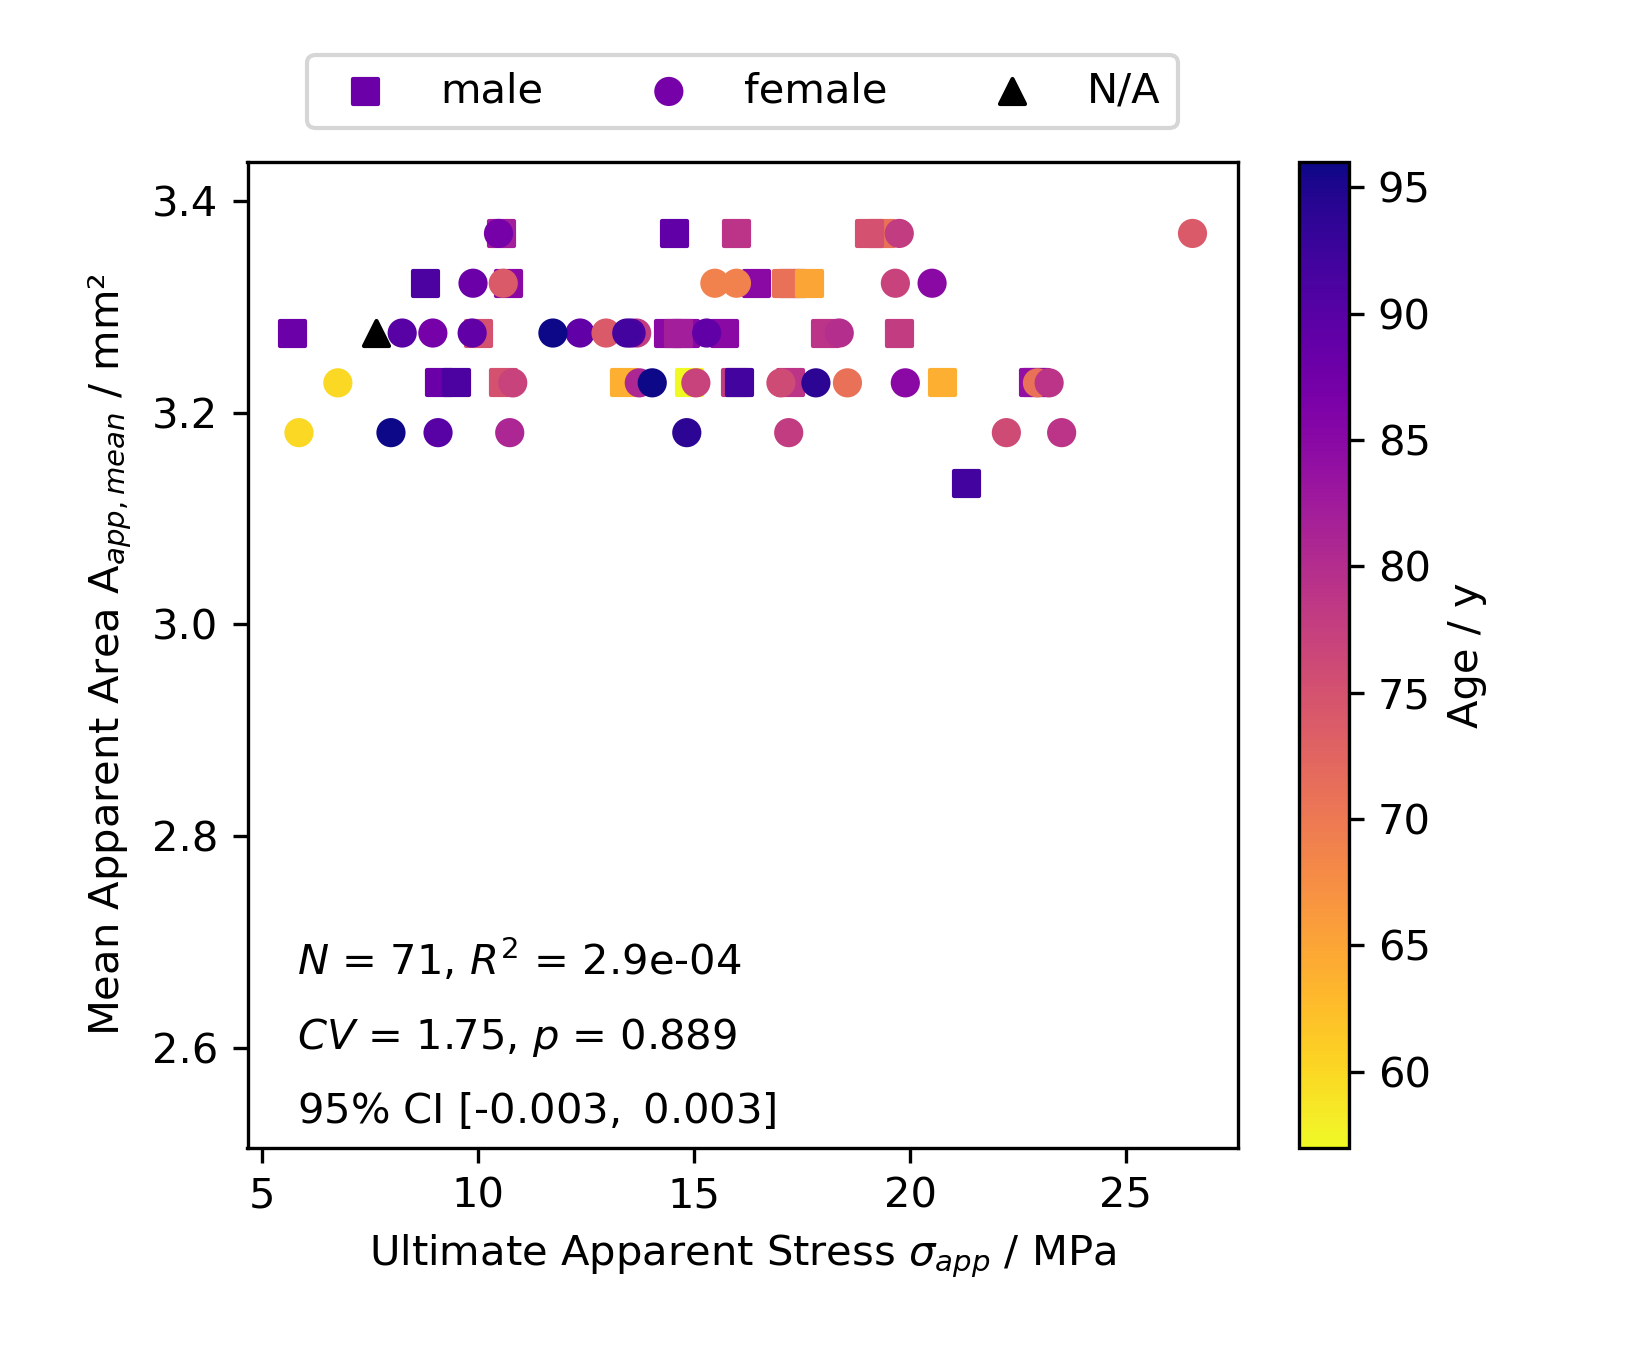 male female N/A
3.4
3.2
3.0
2.8
2.6
Mean Apparent Area A_app, mean / mm²
N = 71, R² = 2.9e-04
CV = 1.75, p = 0.889
95% CI [-0.003, 0.003]
5 10 15 20 25
Ultimate Apparent Stress σ_app / MPa
95
90
85
80
75
70
65
60
Age / y